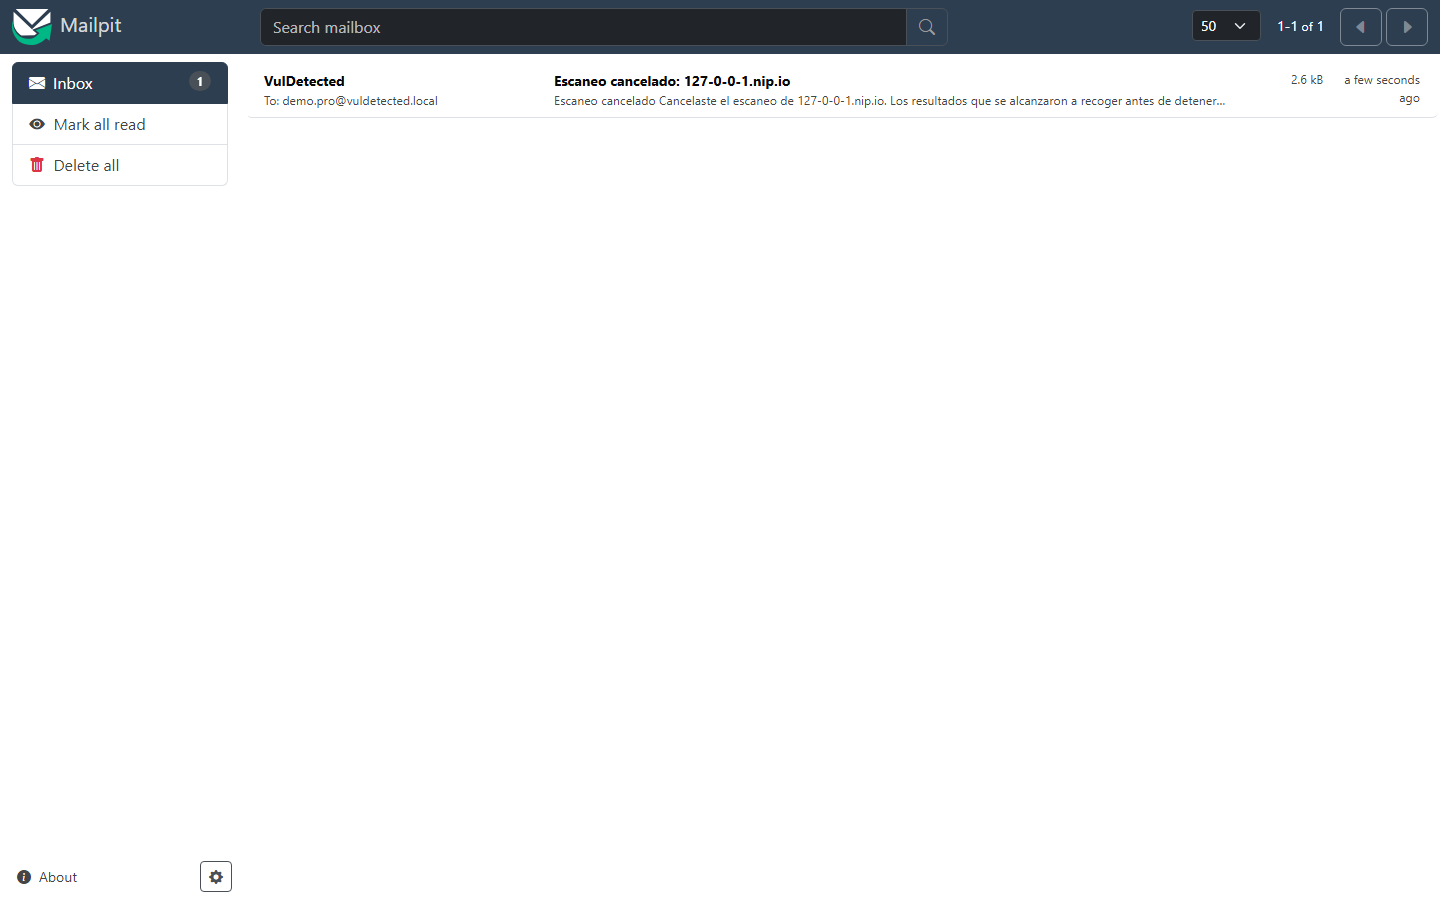 Mailpit
Search mailbox
50
1-1 of 1
Inbox
1
Mark all read
Delete all
VulDetected
To: demo.pro@vuldetected.local
Escaneo cancelado: 127-0-0-1.nip.io
Escaneo cancelado Cancelaste el escaneo de 127-0-0-1.nip.io. Los resultados que se alcanzaron a recoger antes de detener...
2.6 kB
a few seconds
ago
About